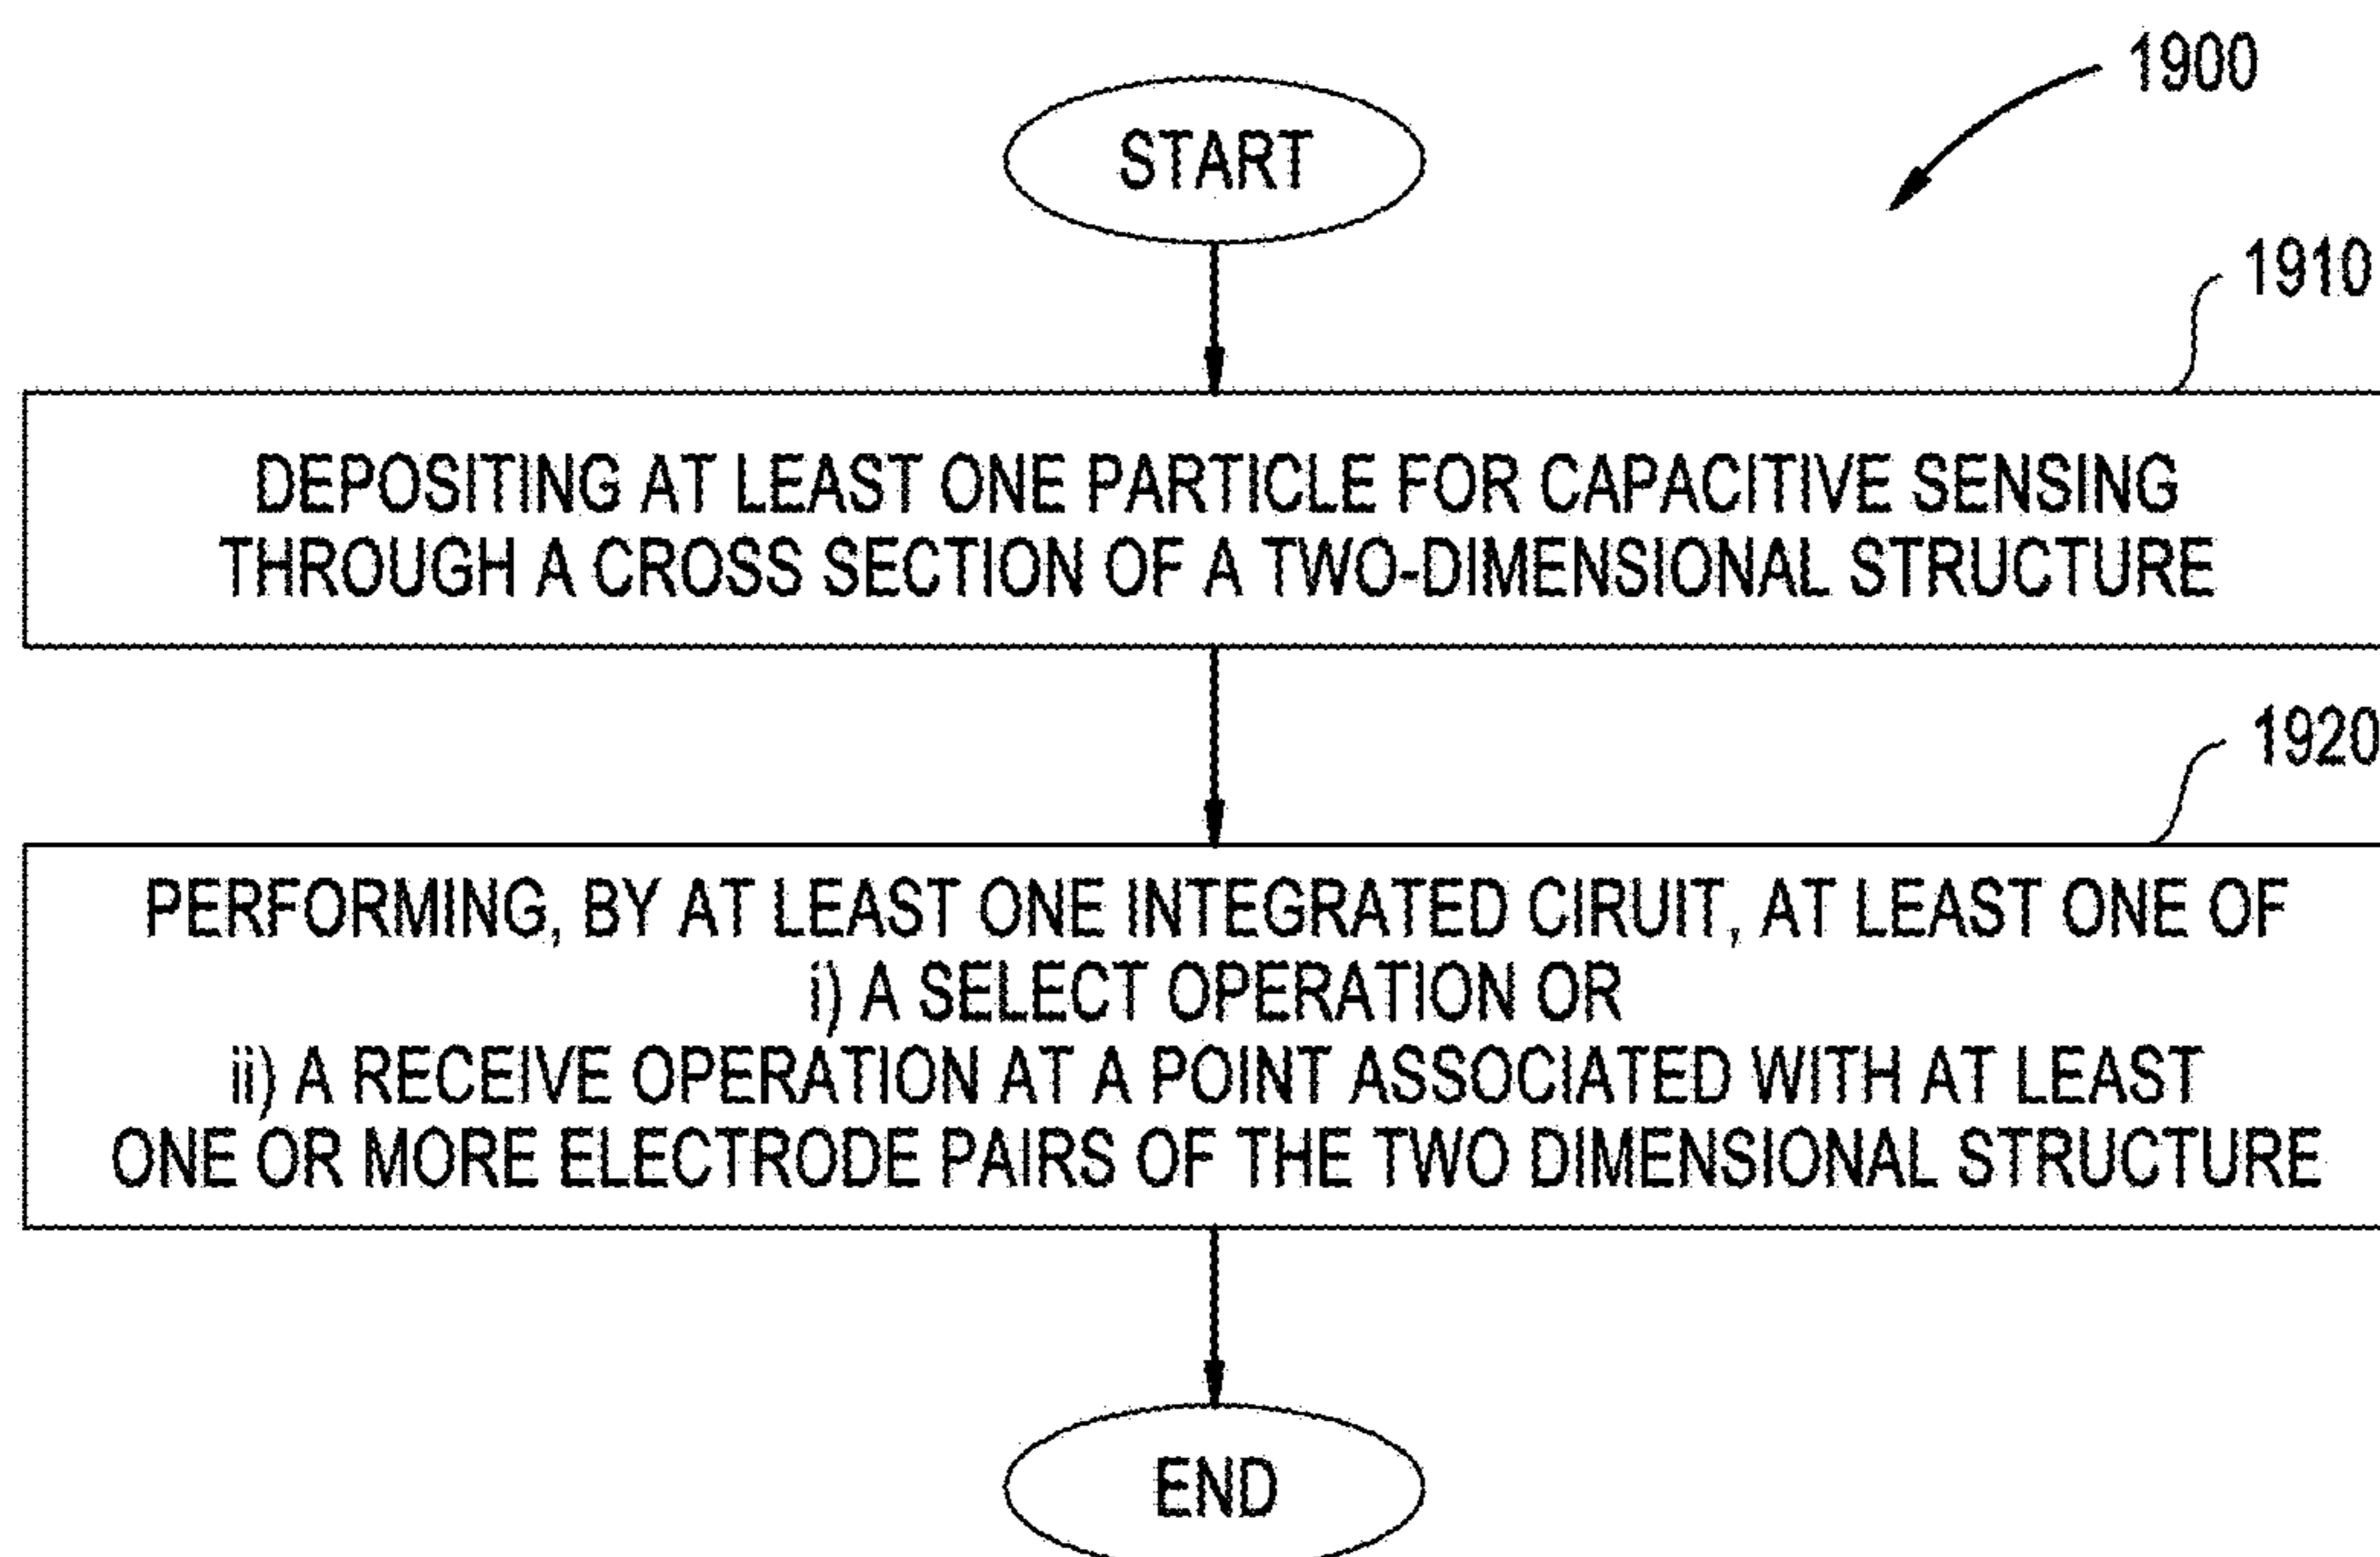 1900
START
1910
DEPOSITING AT LEAST ONE PARTICLE FOR CAPACITIVE SENSING
THROUGH A CROSS SECTION OF A TWO-DIMENSIONAL STRUCTURE
1920
PERFORMING, BY AT LEAST ONE INTEGRATED CIRUIT, AT LEAST ONE OF
i) A SELECT OPERATION OR
ii) A RECEIVE OPERATION AT A POINT ASSOCIATED WITH AT LEAST
ONE OR MORE ELECTRODE PAIRS OF THE TWO DIMENSIONAL STRUCTURE
END